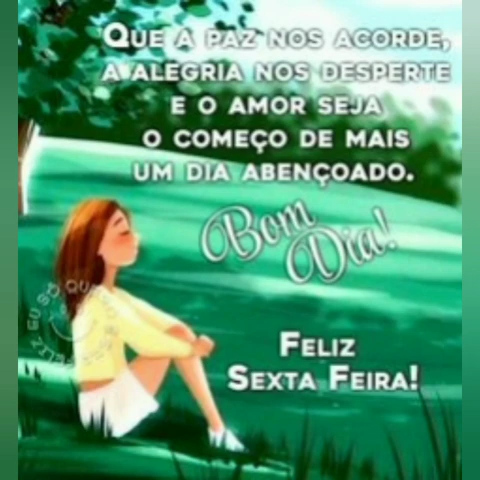 QUE A PAZ NOS ACORDE,
A ALEGRIA NOS DESPERTE
E O AMOR SEJA
O COMEÇO DE MAIS
UM DIA ABENÇOADO.
Bom
Dia!
FELIZ
SEXTA FEIRA!